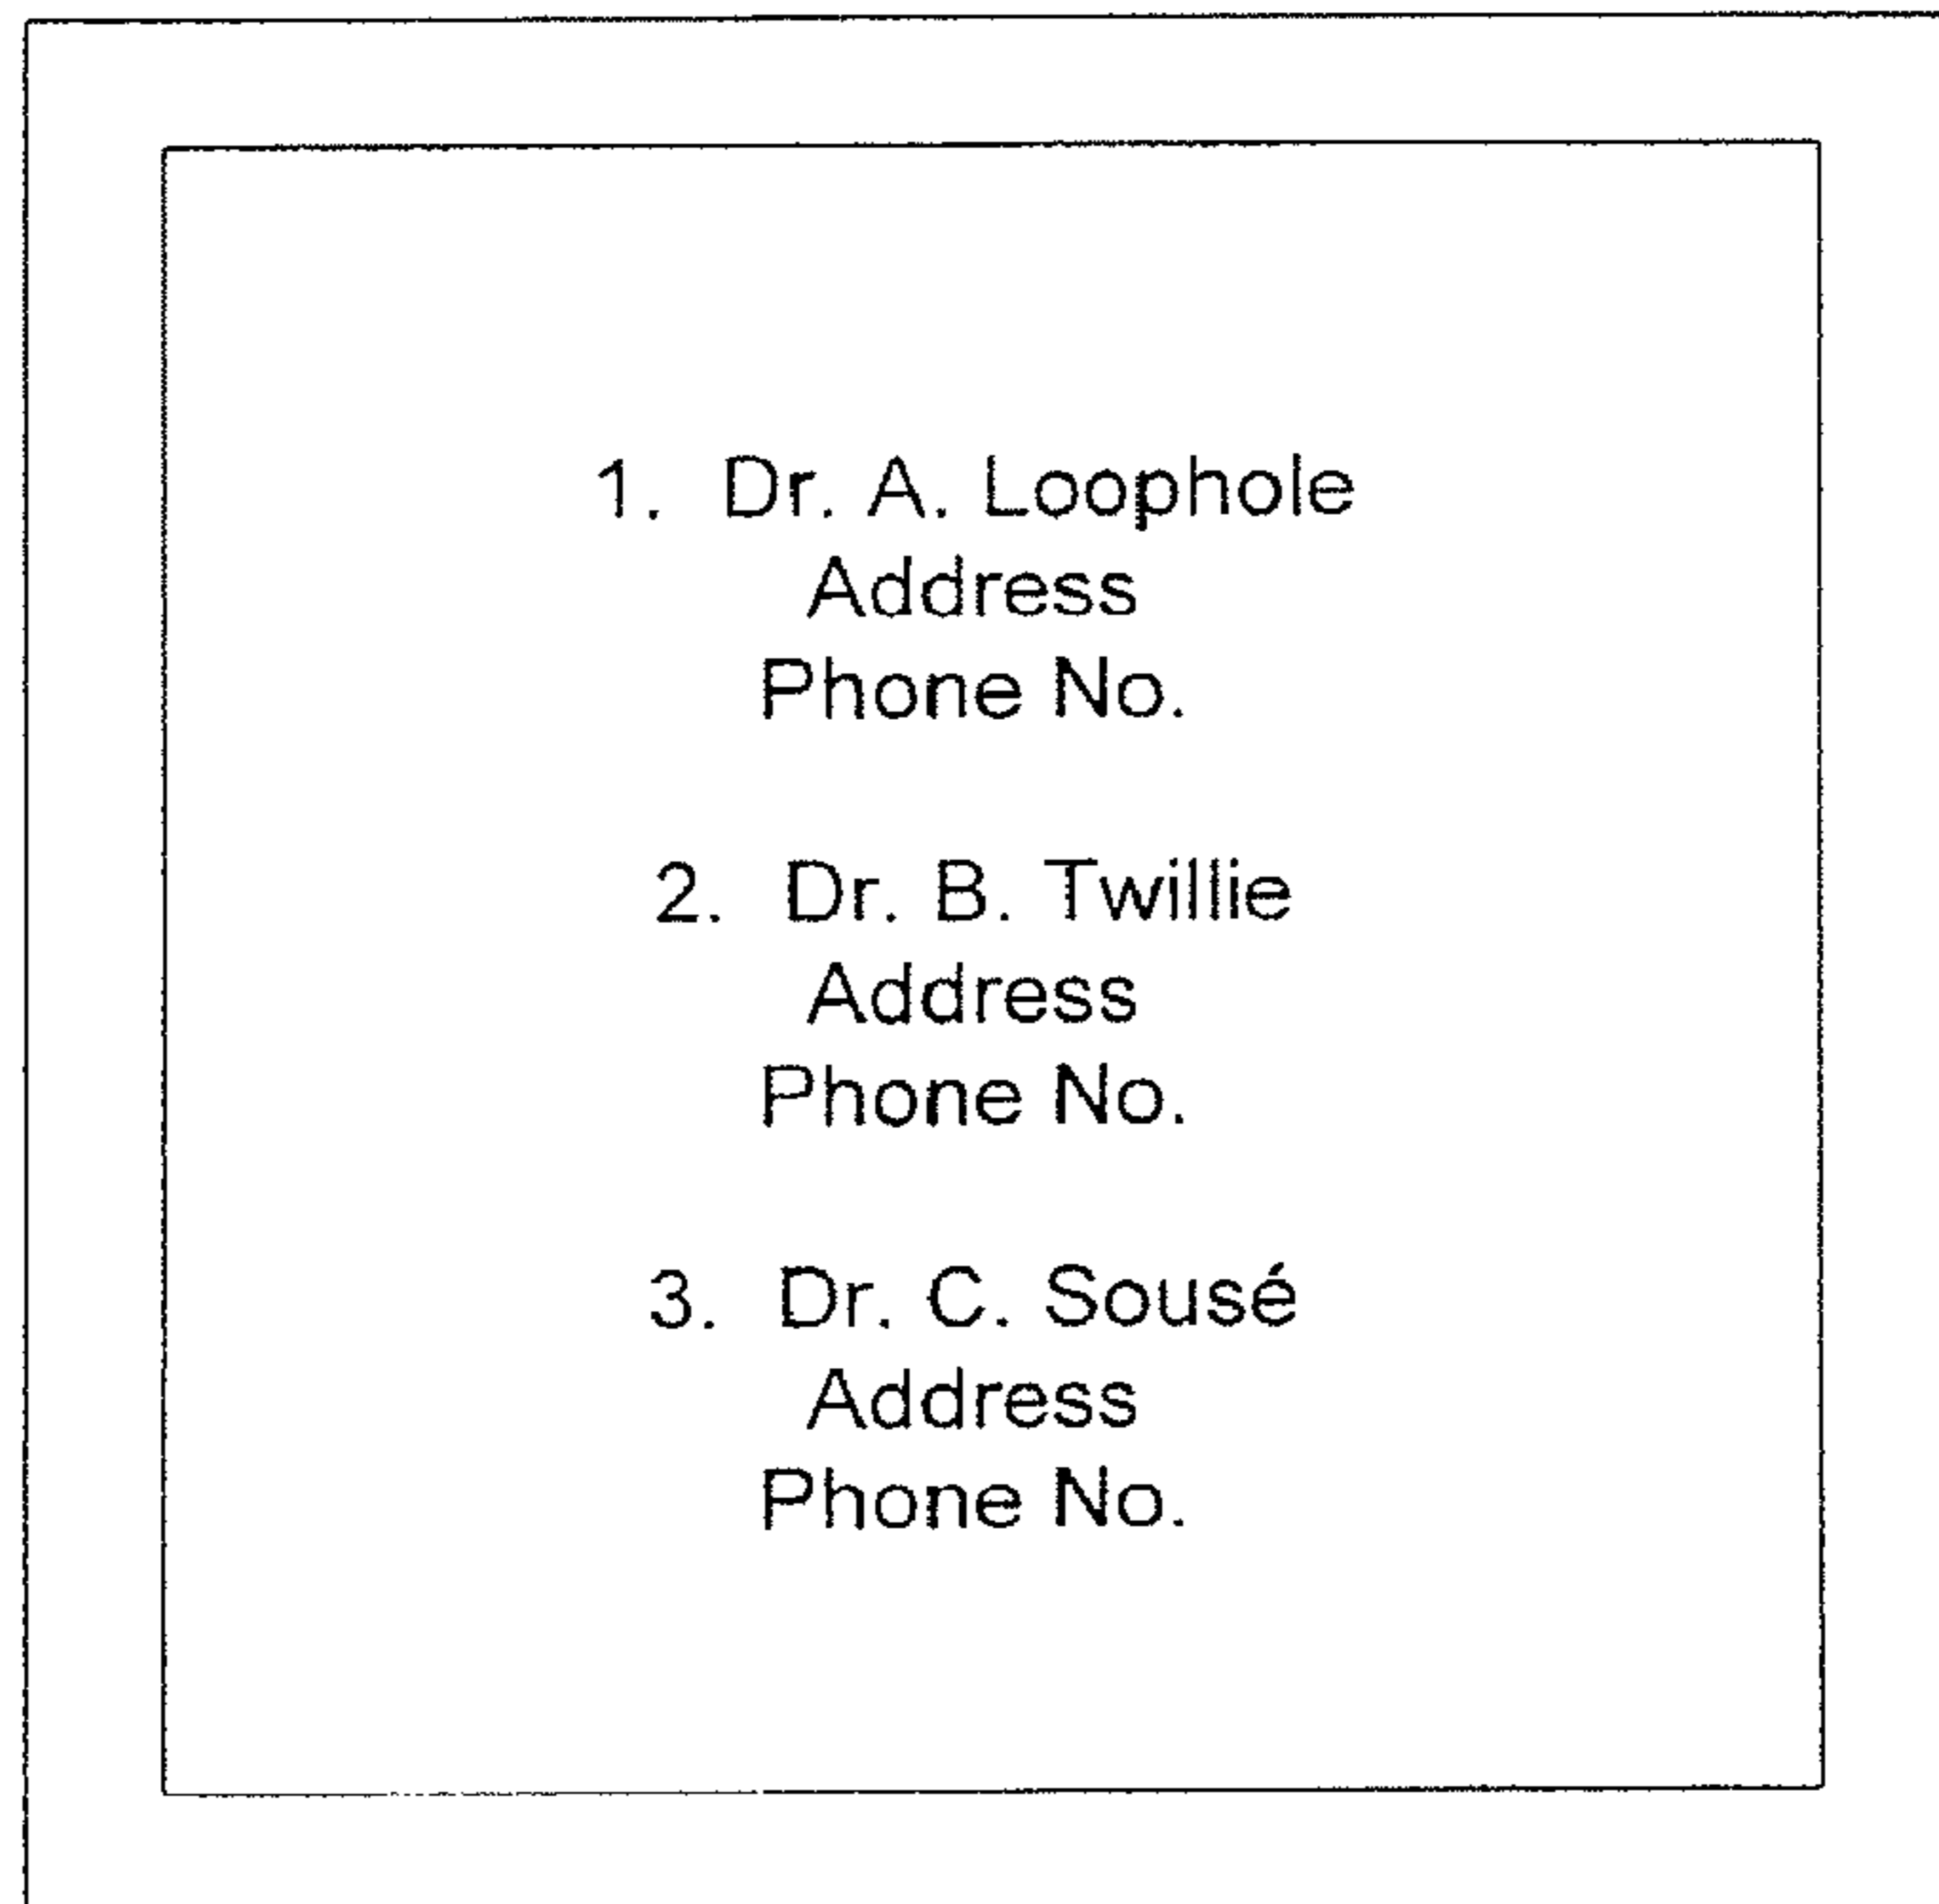 1. Dr. A. Loophole
Address
Phone No.
2. Dr. B. Twillie
Address
Phone No.
3. Dr. C. Sousé
Address
Phone No.